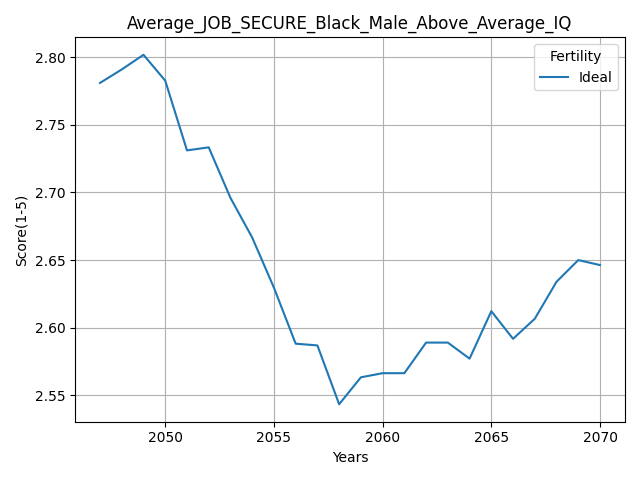 Average_JOB_SECURE_Black_Male_Above_Average_IQ
Fertility
Ideal
2.80
2.75
2.70
2.65
2.60
2.55
Score(1-5)
2050 2055 2060 2065 2070
Years